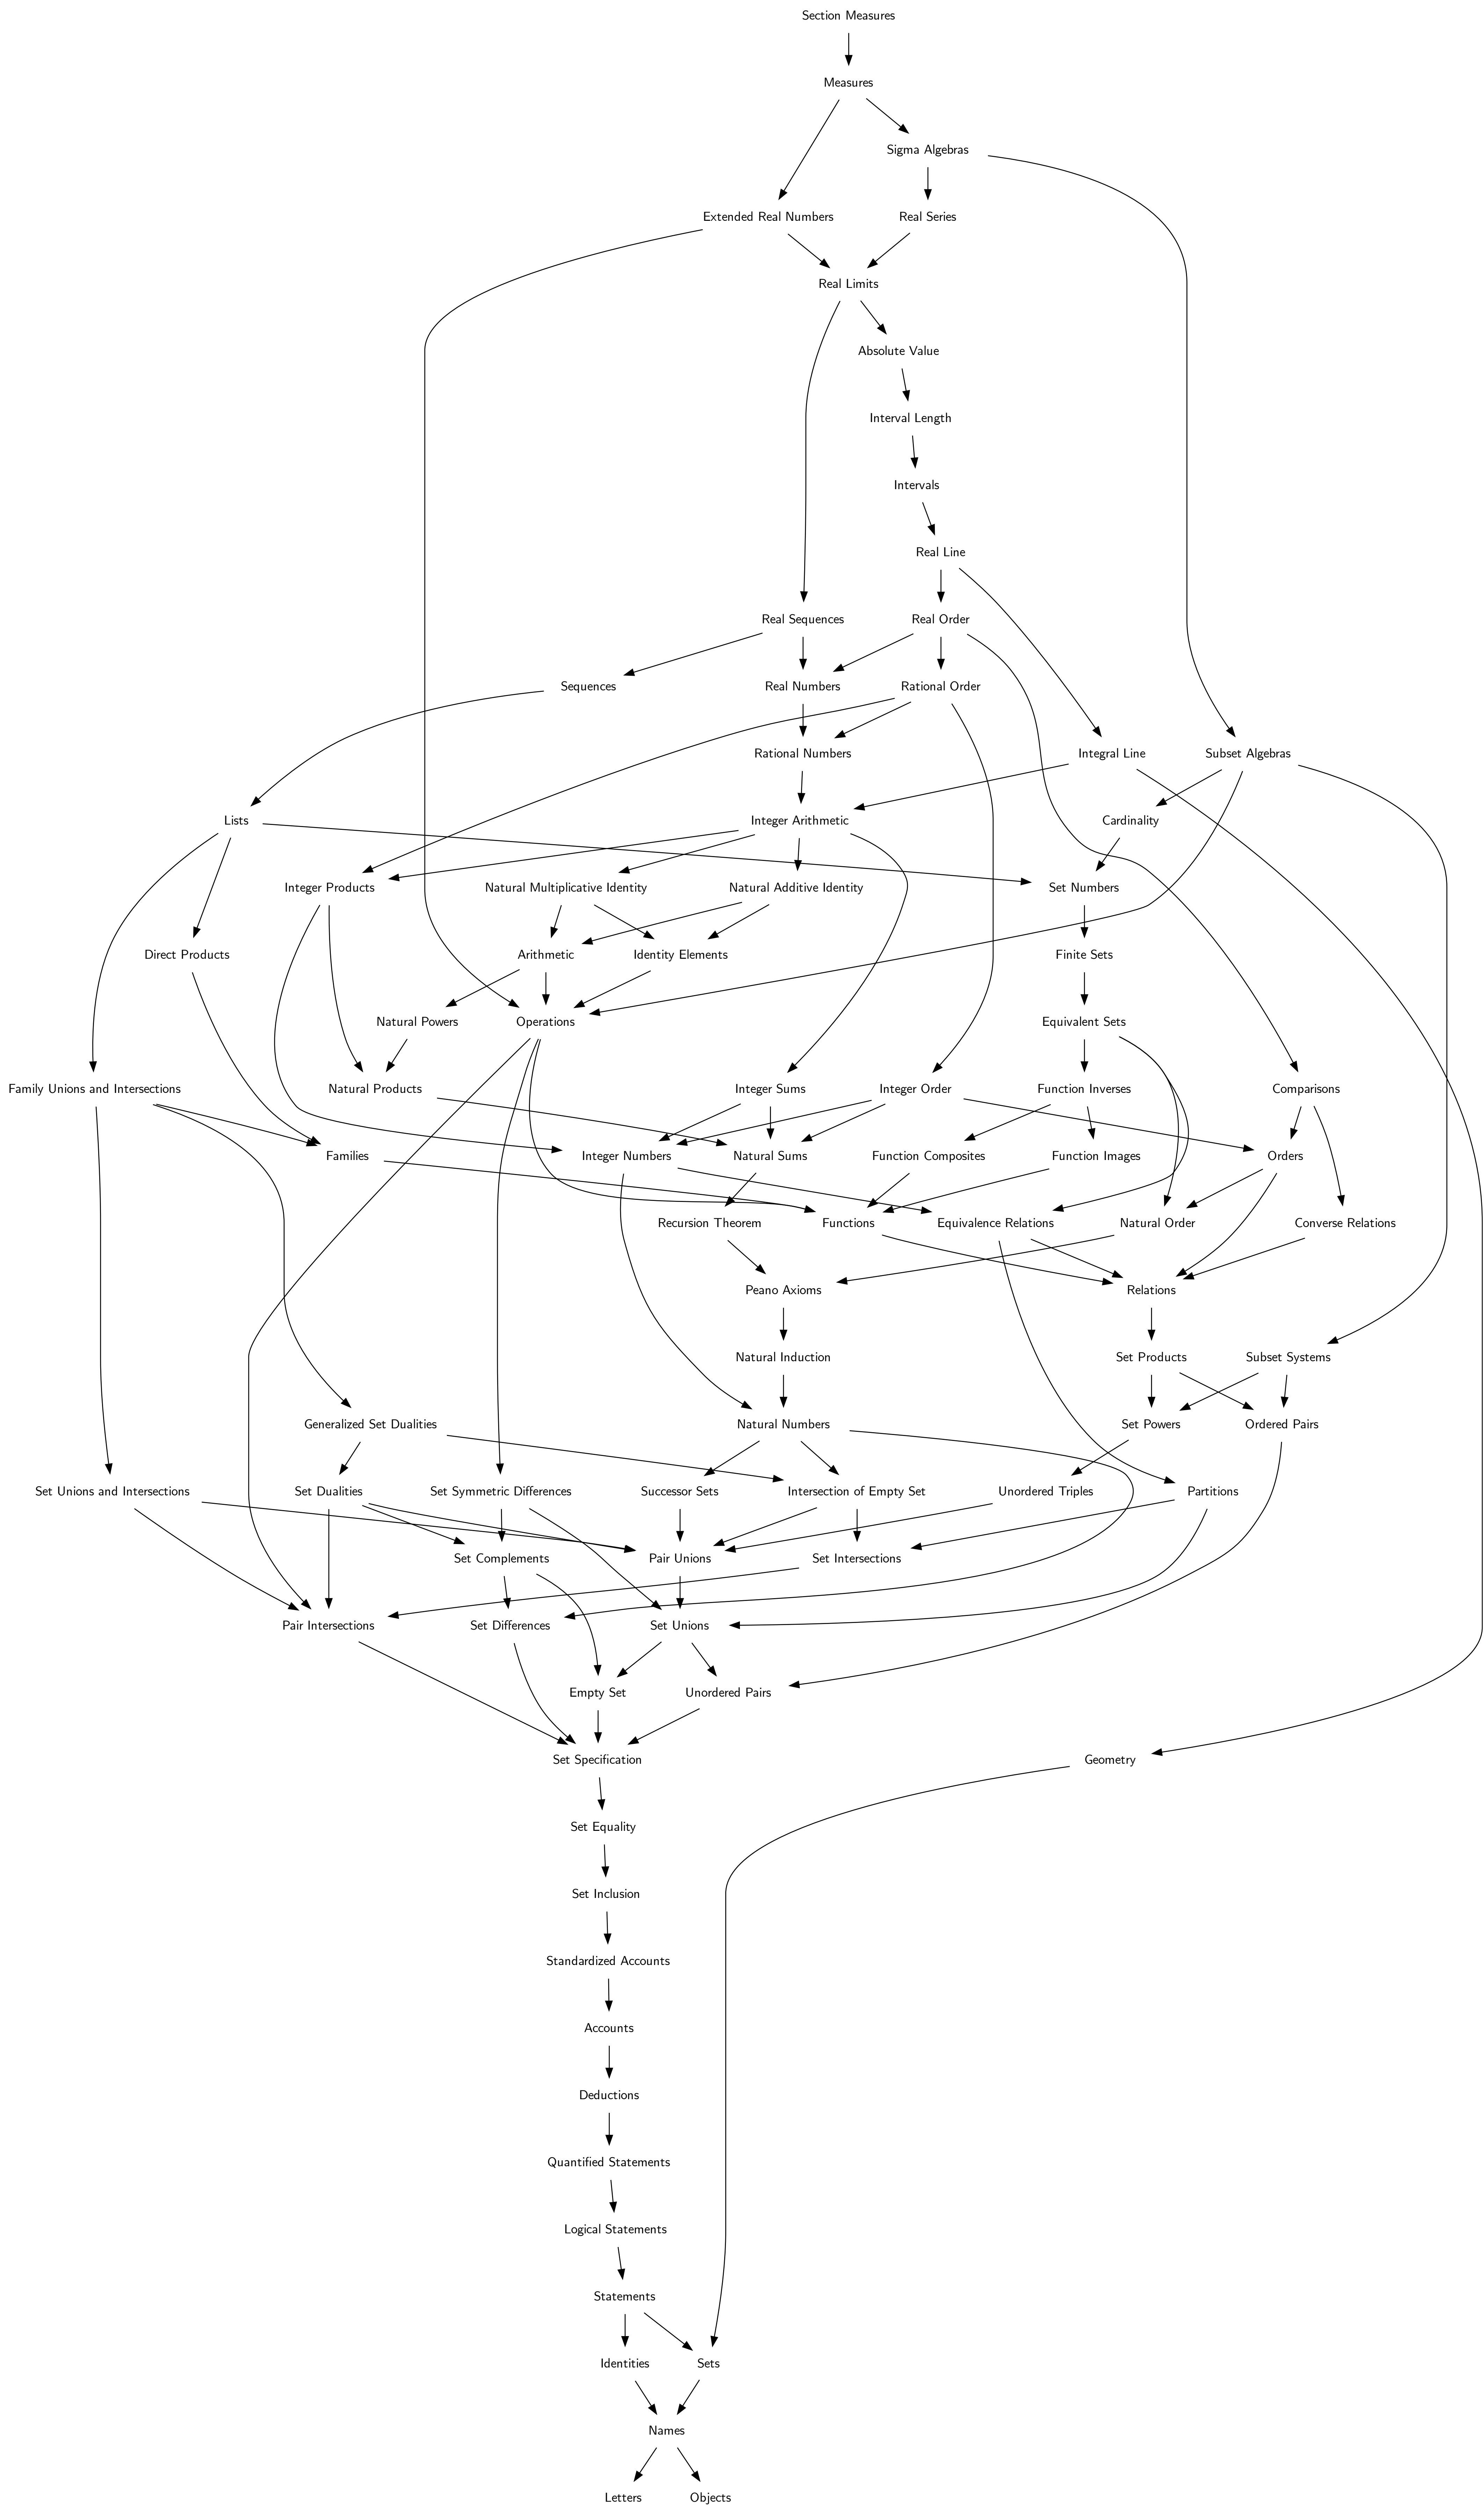 Section Measures
Measures
Sigma Algebras
Extended Real Numbers
Real Series
Real Limits
Absolute Value
Interval Length
Intervals
Real Line
Real Sequences
Real Order
Sequences
Real Numbers
Rational Order
Rational Numbers
Integral Line
Subset Algebras
Lists
Integer Arithmetic
Cardinality
Integer Products
Natural Multiplicative Identity
Natural Additive Identity
Set Numbers
Direct Products
Arithmetic
Identity Elements
Finite Sets
Natural Powers
Operations
Equivalent Sets
Family Unions and Intersections
Natural Products
Integer Sums
Integer Order
Function Inverses
Comparisons
Families
Integer Numbers
Natural Sums
Function Composites
Function Images
Orders
Recursion Theorem
Functions
Equivalence Relations
Natural Order
Converse Relations
Peano Axioms
Relations
Natural Induction
Set Products
Subset Systems
Generalized Set Dualities
Natural Numbers
Set Powers
Ordered Pairs
Set Unions and Intersections
Set Dualities
Set Symmetric Differences
Successor Sets
Intersection of Empty Set
Unordered Triples
Partitions
Set Complements
Pair Unions
Set Intersections
Pair Intersections
Set Differences
Set Unions
Empty Set
Unordered Pairs
Set Specification
Geometry
Set Equality
Set Inclusion
Standardized Accounts
Accounts
Deductions
Quantified Statements
Logical Statements
Statements
Identities
Sets
Names
Letters
Objects